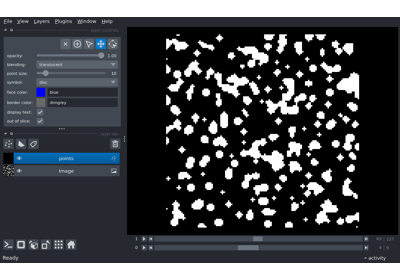 File View Layers Plugins Window Help
opacity: 1.00
blending: translucent
point size: 10
symbol: disc
face color: blue
border color: dimgrey
display text:
out of slice:
points
Image
1
0
Ready
activity